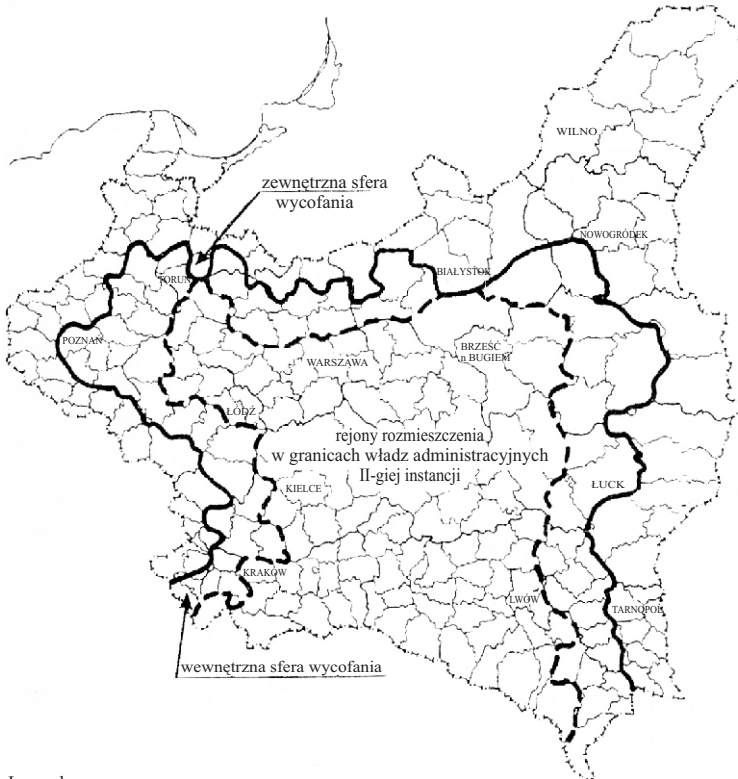 WILNO
zewnętrzna sfera
wycofania
NOWOGRÓDEK
BIAŁYSTOK
TORUŃ
POZNAŃ
WARSZAWA
BRZEŚĆ
n BUGIEM
ŁÓDŹ
rejony rozmieszczenia
w granicach władz administracyjnych
II-giej instancji
KIELCE
ŁUCK
KRAKÓW
LWÓW
TARNOPOL
wewnętrzna sfera wycofania